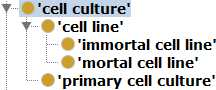 'cell culture'
'cell line'
'immortal cell line'
'mortal cell line'
'primary cell culture'